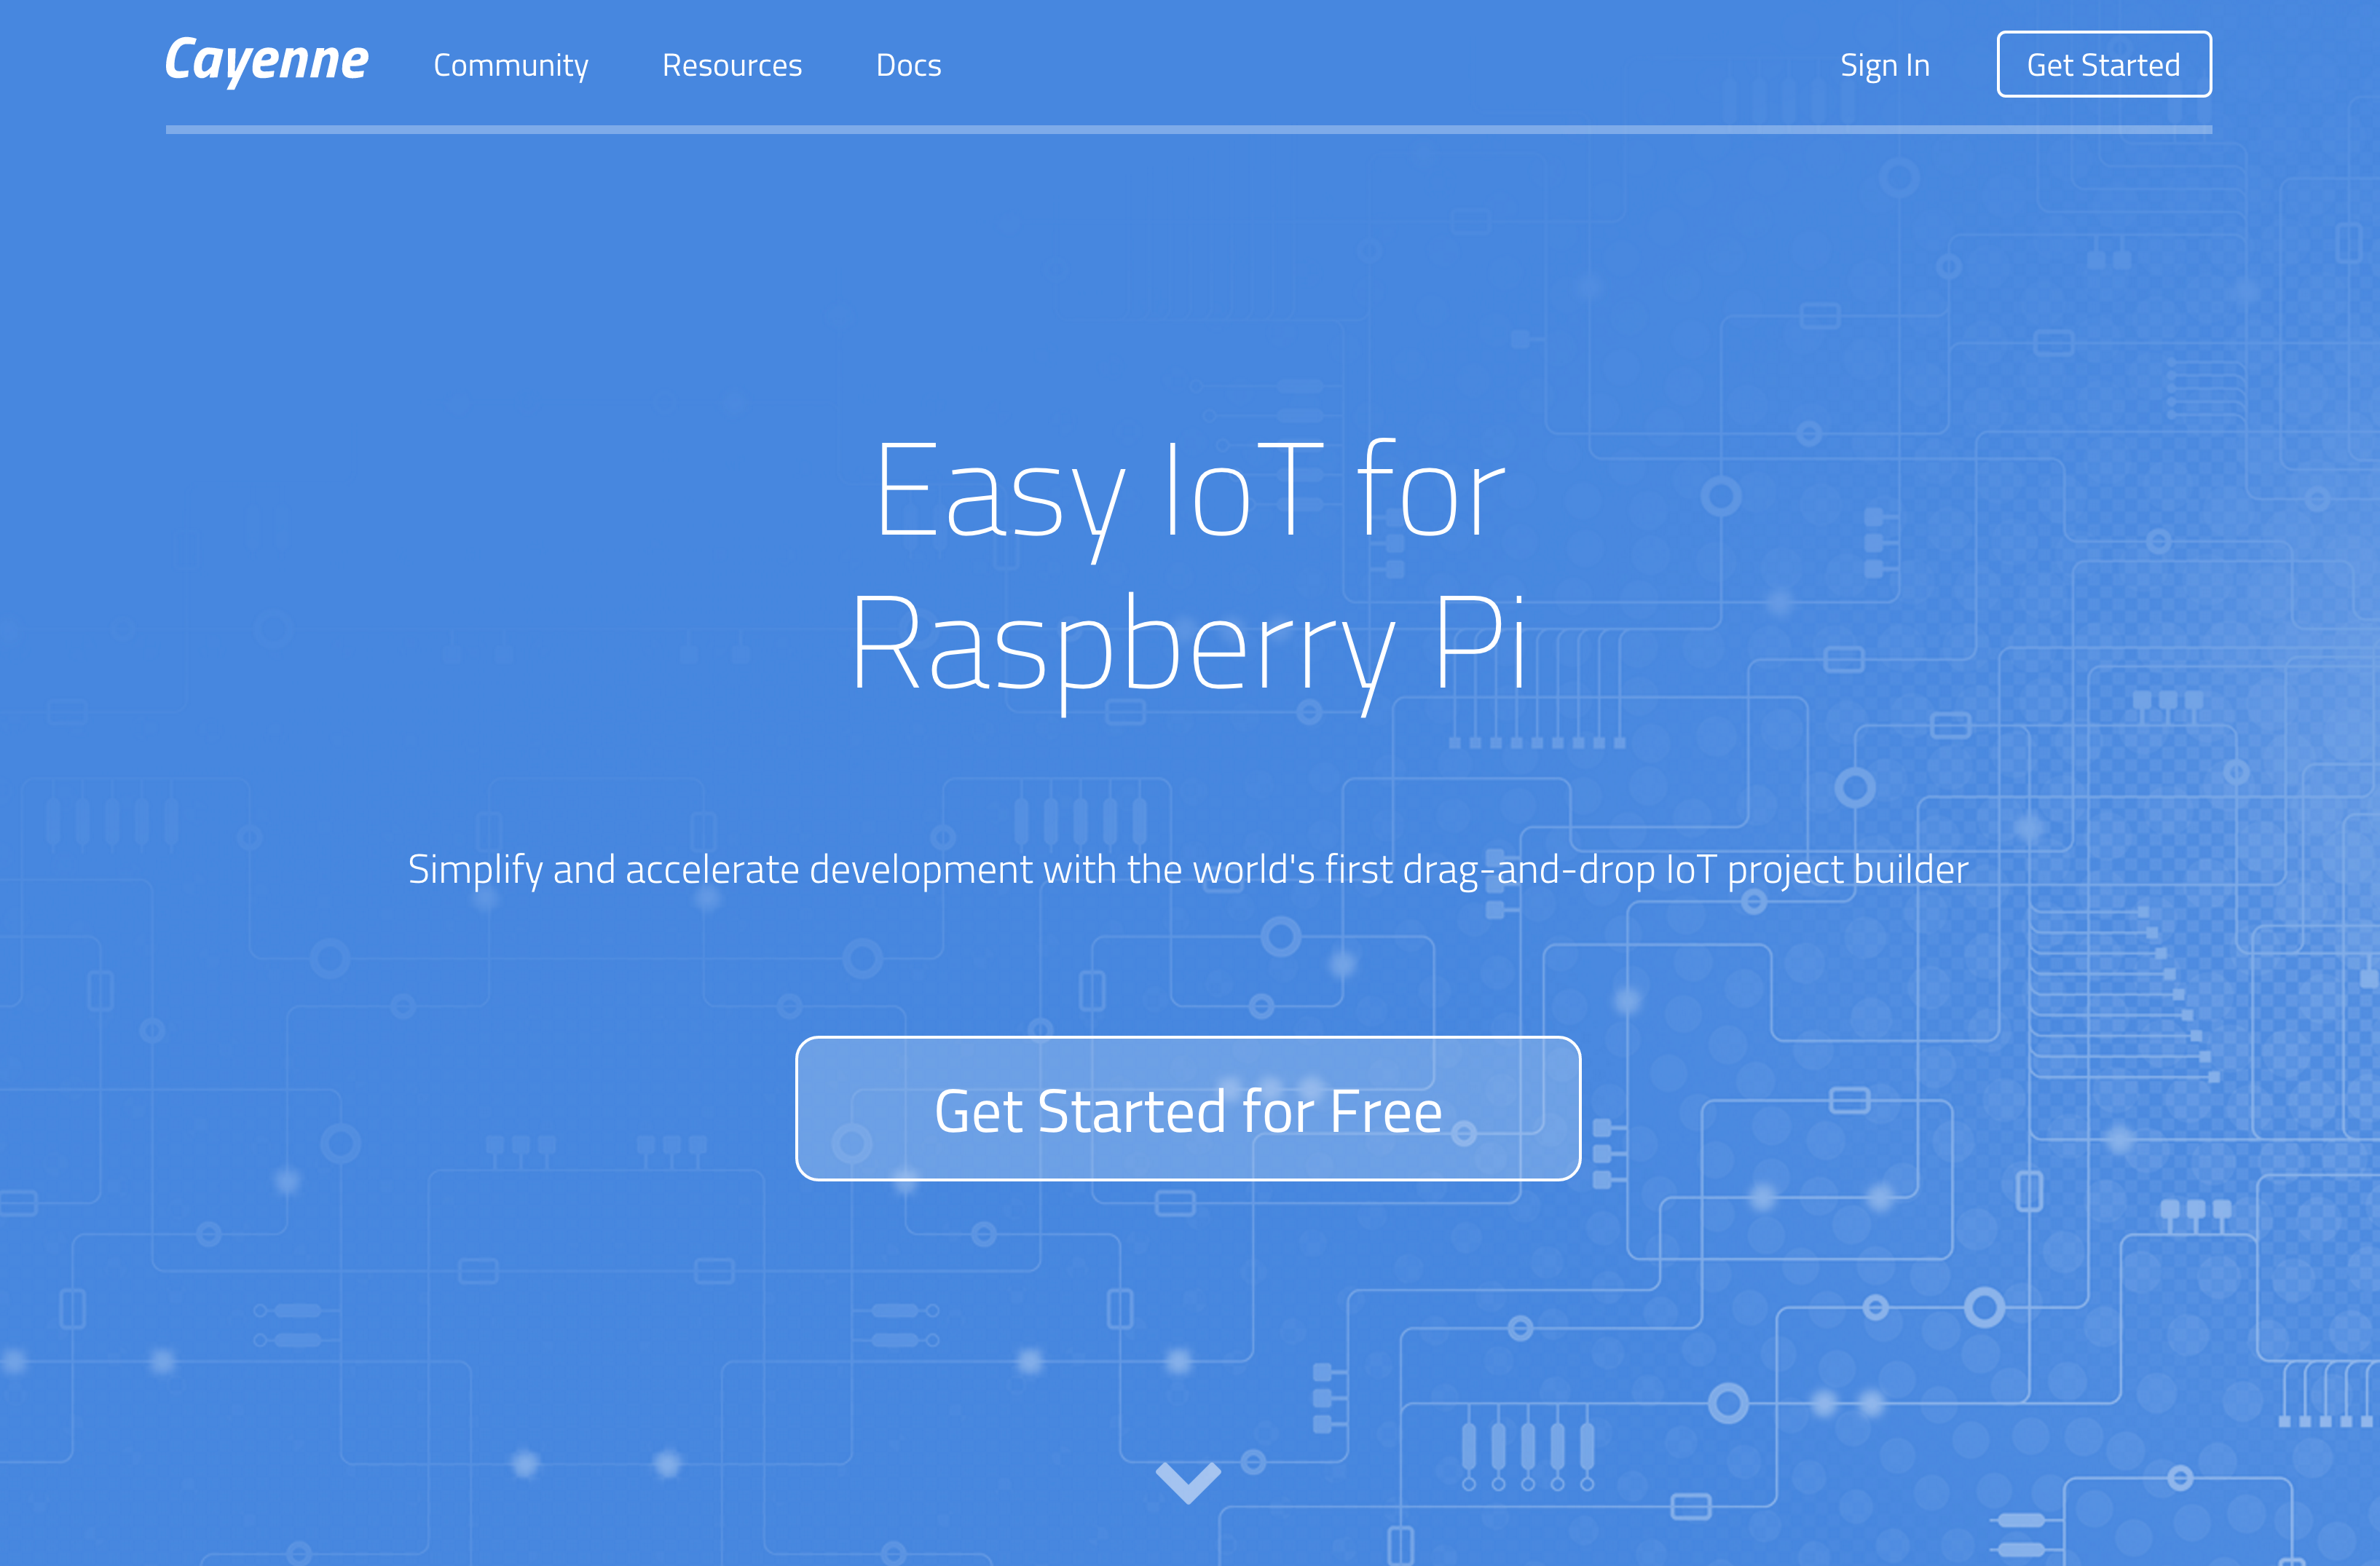 Cayenne Community Resources Docs Sign In Get Started
Easy IoT for
Raspberry Pi
Simplify and accelerate development with the world's first drag-and-drop IoT project builder
Get Started for Free